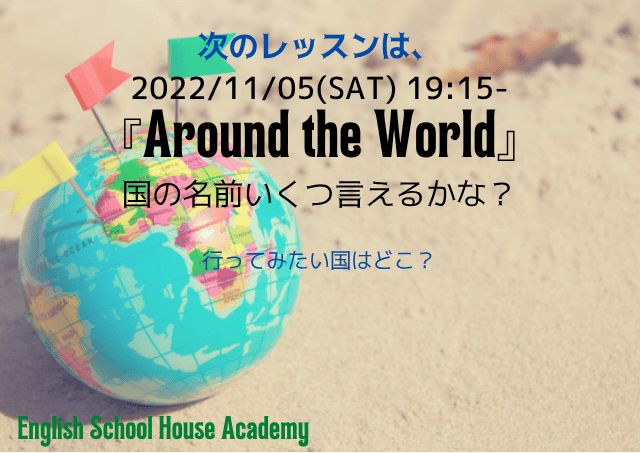 次のレッスンは、
2022/11/05(SAT) 19:15-
『Around the World』
国の名前いくつ言えるかな？
行ってみたい国はどこ？
English School House Academy